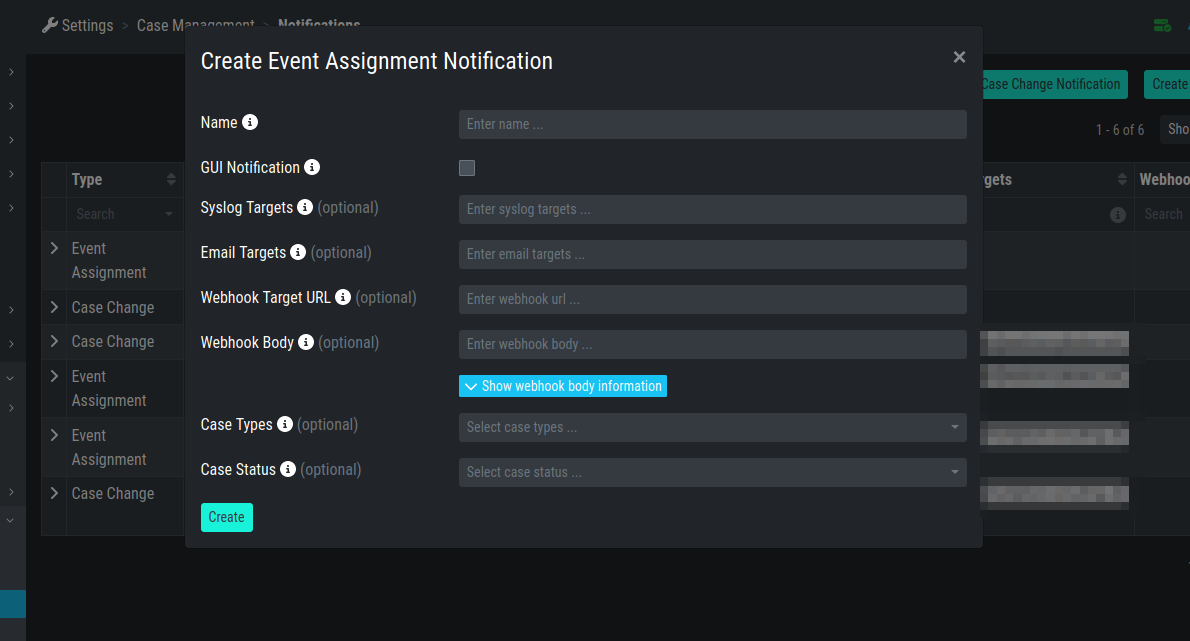 Settings > Case Management > Notifications
Create Event Assignment Notification ×
Case Change Notification Create
1 - 6 of 6 Sho
Name i
Enter name ...
GUI Notification i
Syslog Targets i (optional)
Enter syslog targets ...
Email Targets i (optional)
Enter email targets ...
Webhook Target URL i (optional)
Enter webhook url ...
Webhook Body i (optional)
Enter webhook body ...
Show webhook body information
Case Types i (optional)
Select case types ...
Case Status i (optional)
Select case status ...
Create
Type
rgets
Webhoo
Search
i
Search
Event
Assignment
Case Change
Case Change
Event
Assignment
Event
Assignment
Case Change